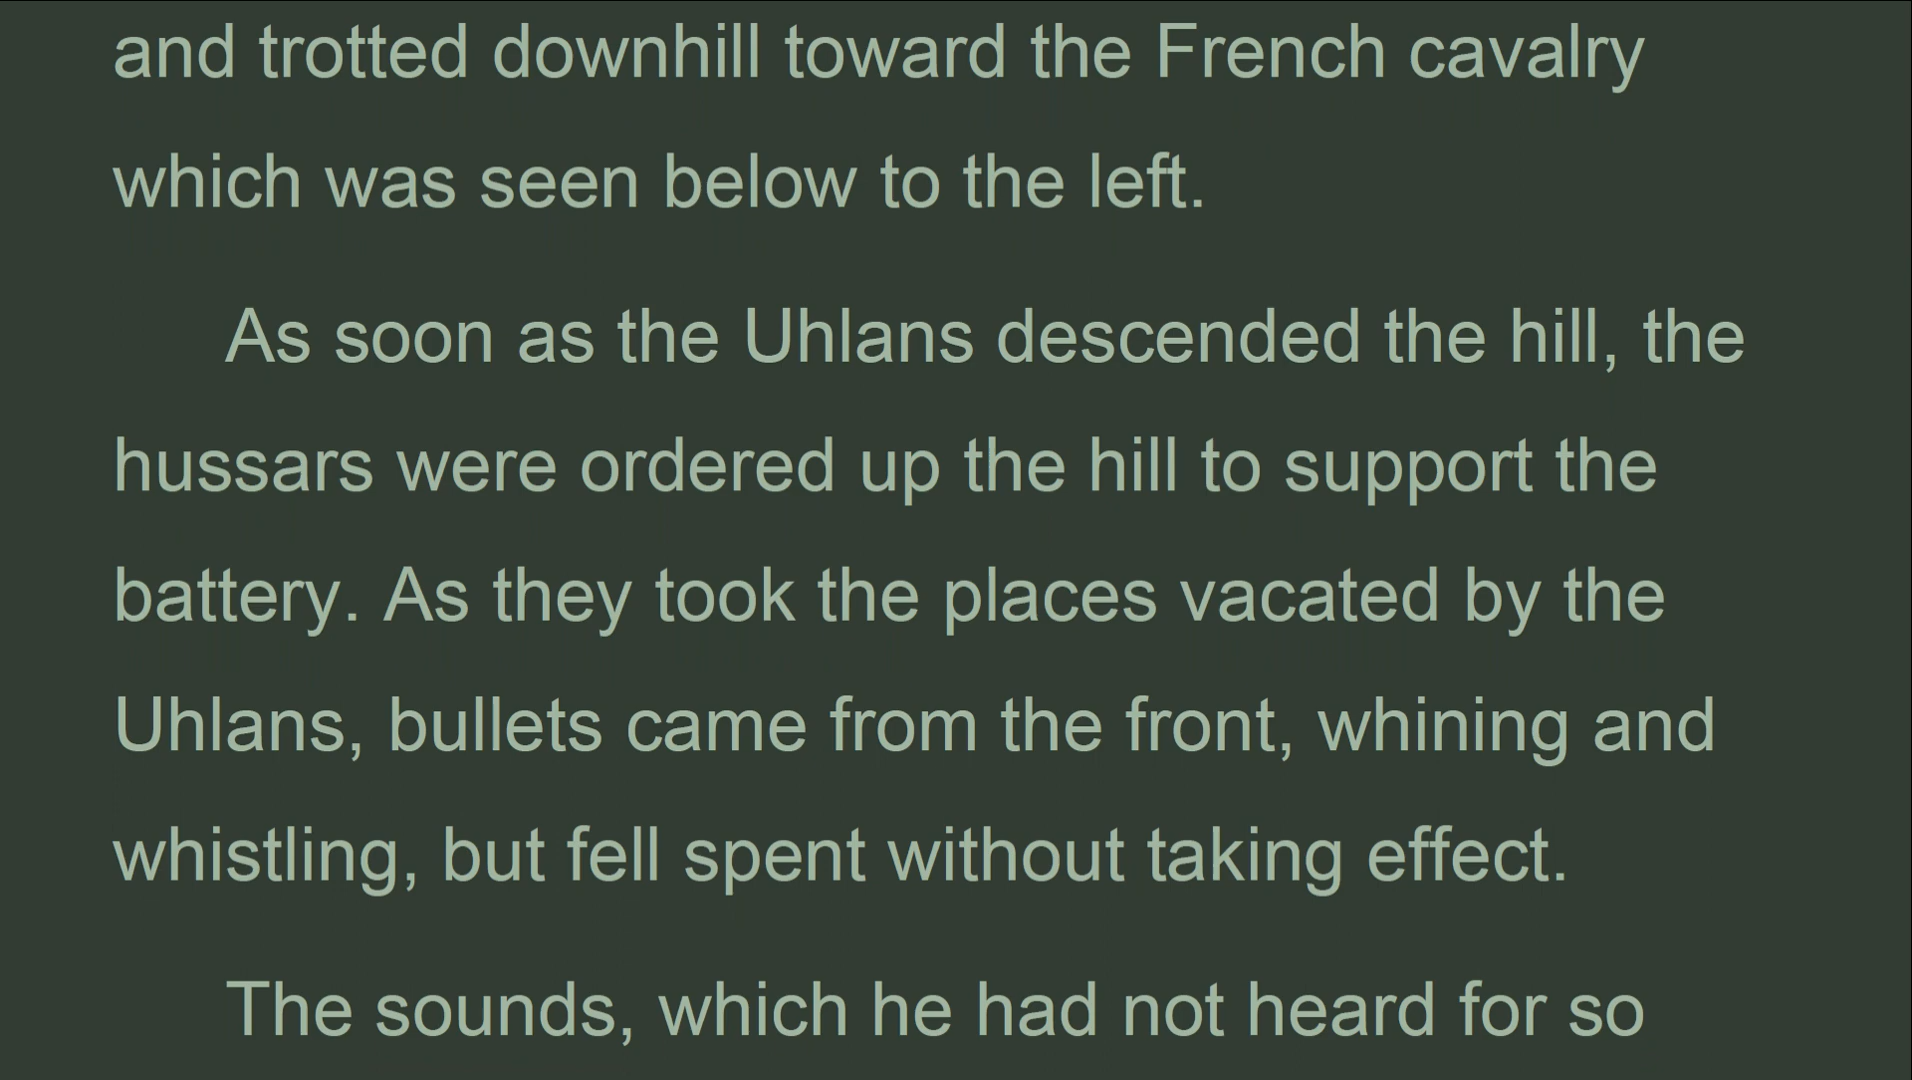 and trotted downhill toward the French cavalry
which was seen below to the left.
As soon as the Uhlans descended the hill, the
hussars were ordered up the hill to support the
battery. As they took the places vacated by the
Uhlans, bullets came from the front, whining and
whistling, but fell spent without taking effect.
The sounds, which he had not heard for so